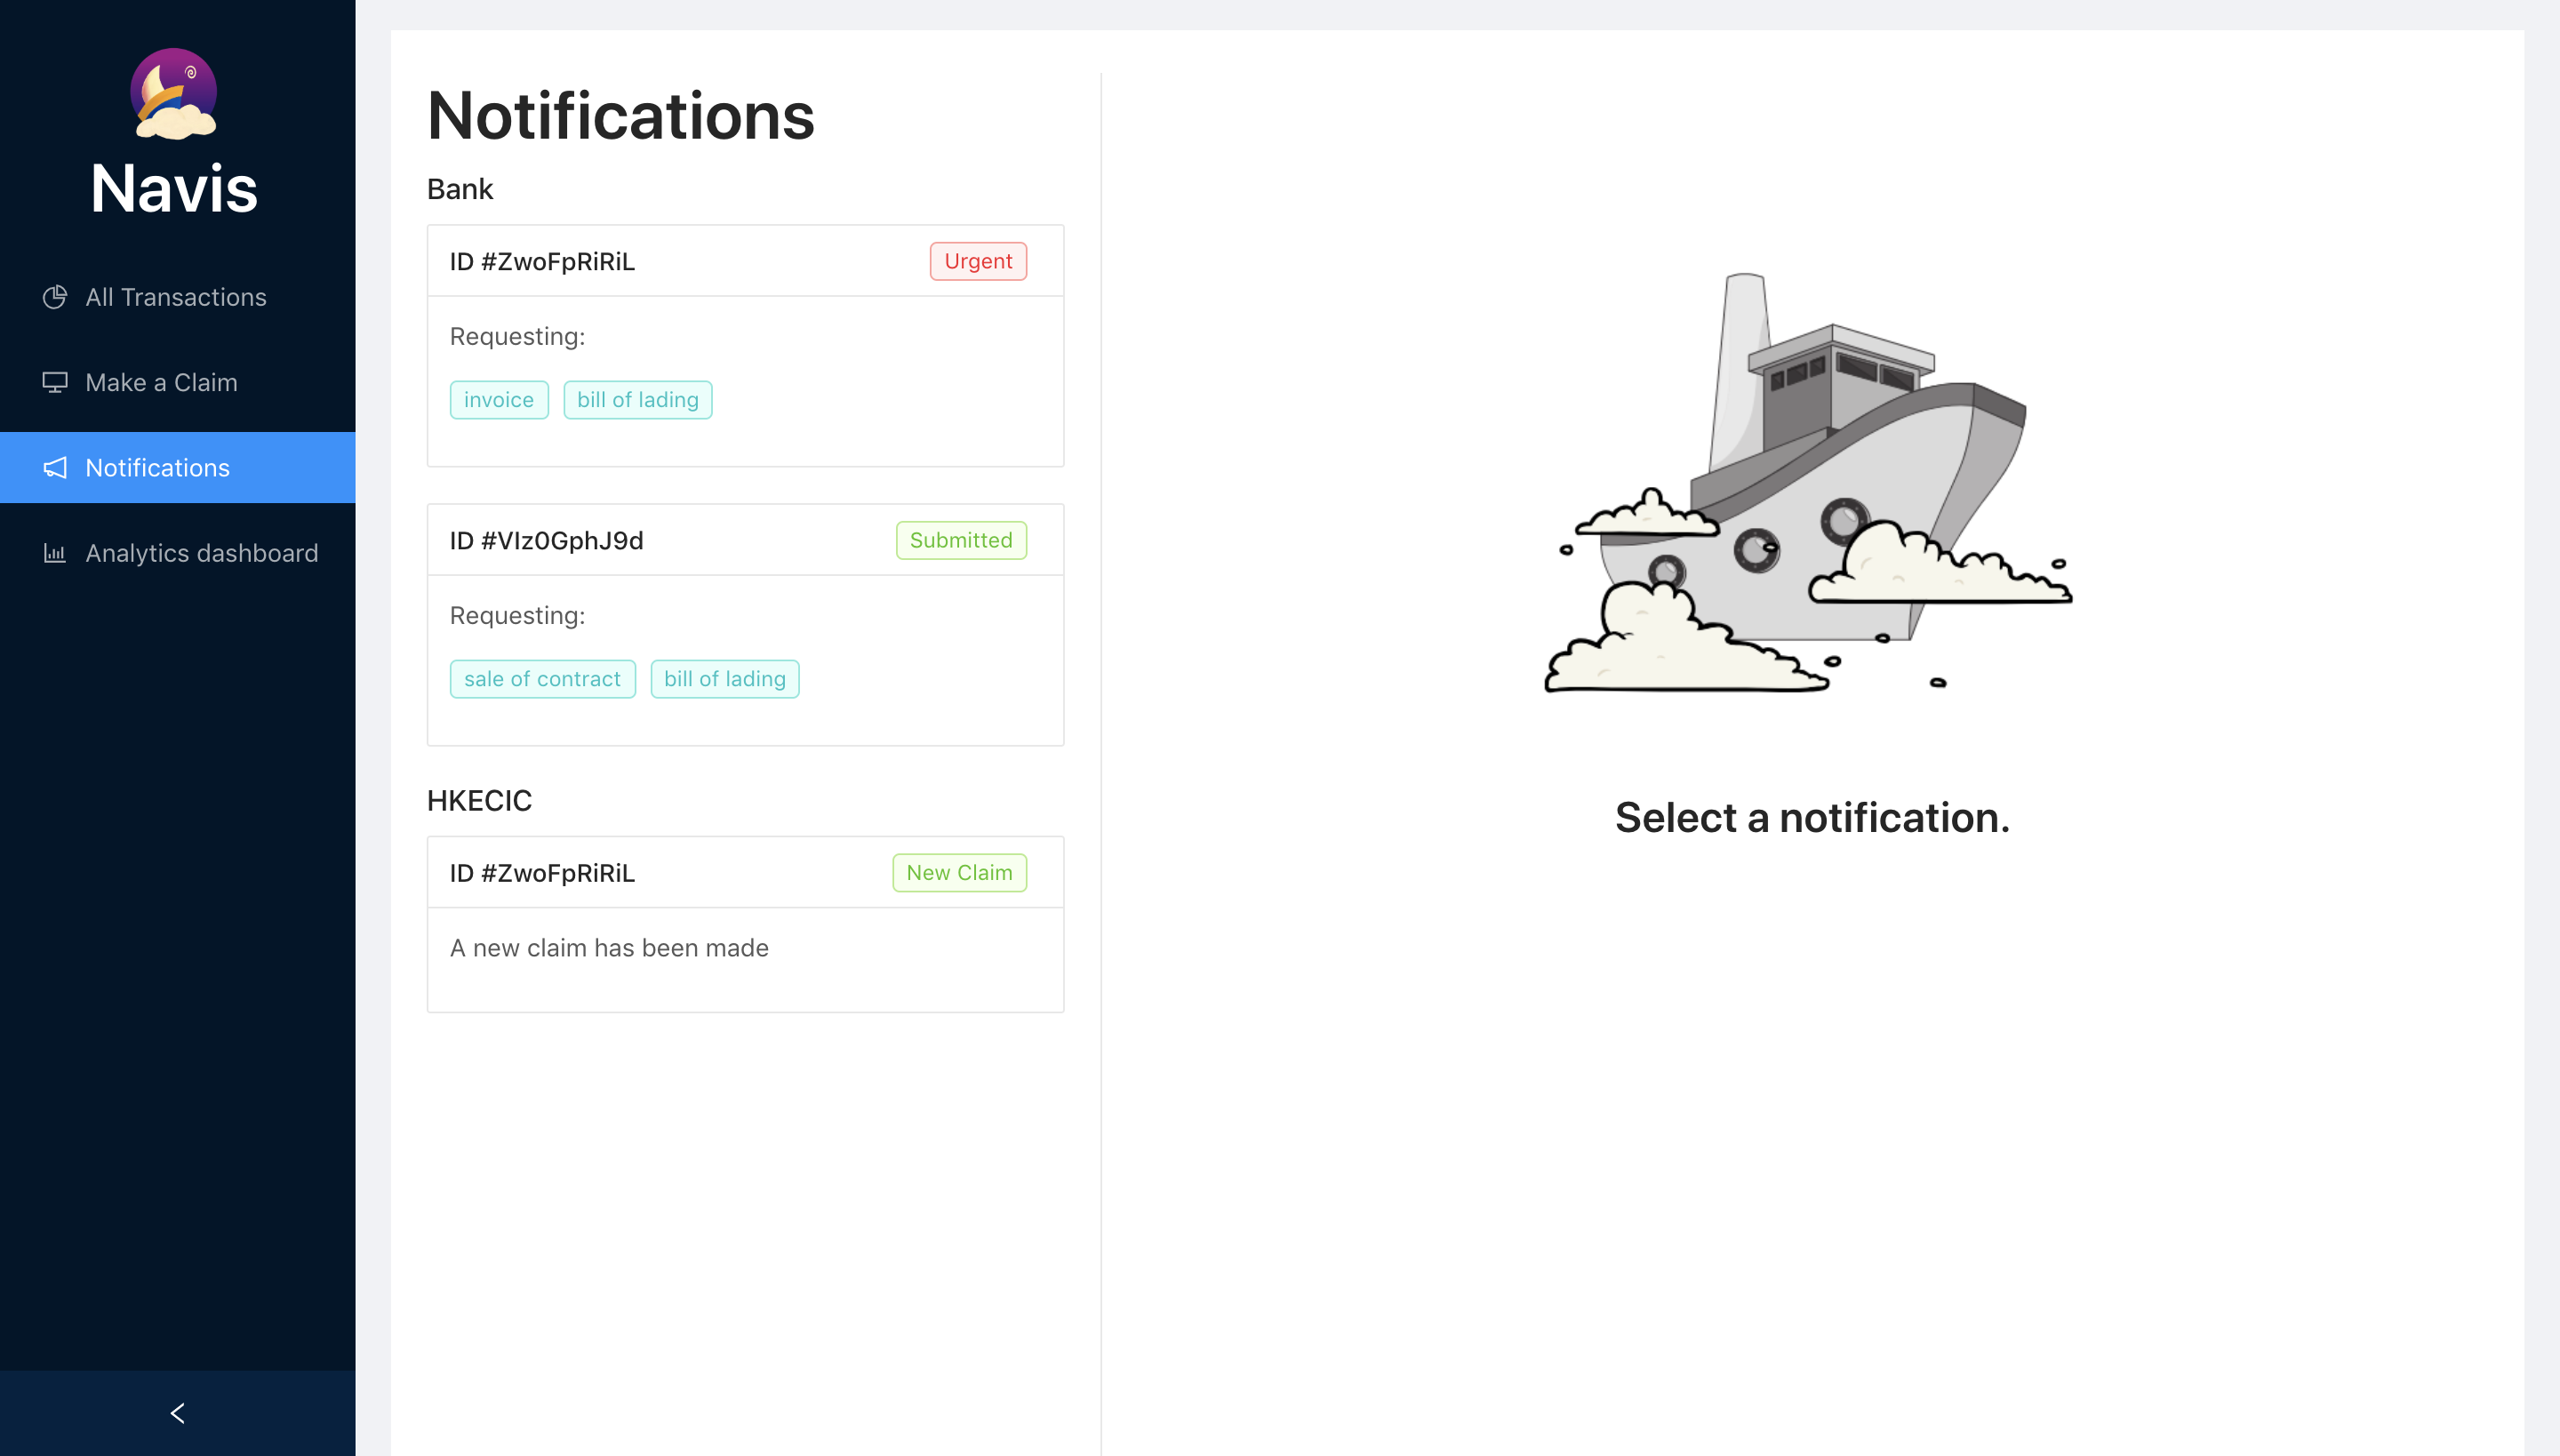 Navis
All Transactions
Make a Claim
Notifications
Analytics dashboard
Notifications
Bank
ID #ZwoFpRiRiL
Urgent
Requesting:
invoice
bill of lading
ID #VIz0GphJ9d
Submitted
Requesting:
sale of contract
bill of lading
HKECIC
ID #ZwoFpRiRiL
New Claim
A new claim has been made
Select a notification.